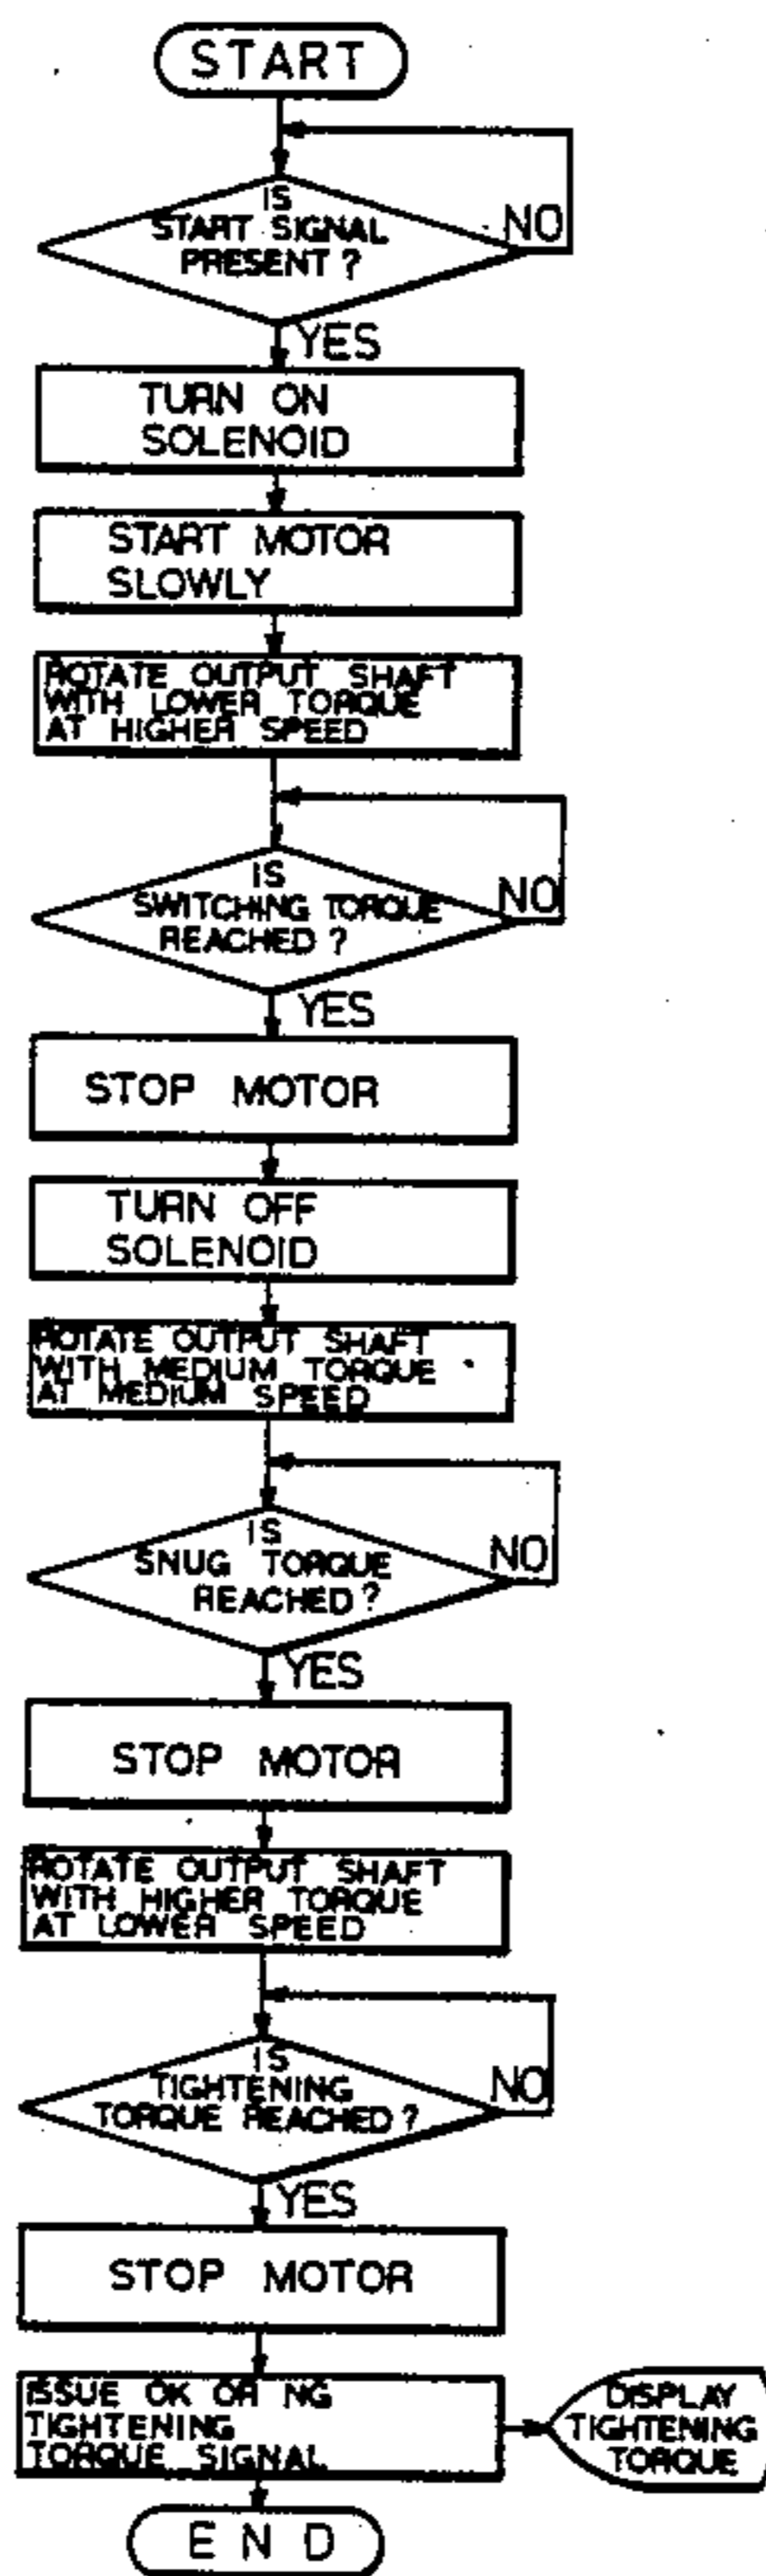 START
IS
START SIGNAL
PRESENT?
NO
YES
TURN ON
SOLENOID
START MOTOR
SLOWLY
ROTATE OUTPUT SHAFT
WITH LOWER TORQUE
AT HIGHER SPEED
IS
SWITCHING TORQUE
REACHED?
NO
YES
STOP MOTOR
TURN OFF
SOLENOID
ROTATE OUTPUT SHAFT
WITH MEDIUM TORQUE
AT MEDIUM SPEED
IS
SNUG TORQUE
REACHED?
NO
YES
STOP MOTOR
ROTATE OUTPUT SHAFT
WITH HIGHER TORQUE
AT LOWER SPEED
IS
TIGHTENING
TORQUE REACHED?
NO
YES
STOP MOTOR
ISSUE OK OR NG
TIGHTENING
TORQUE SIGNAL
DISPLAY
TIGHTENING
TORQUE
END